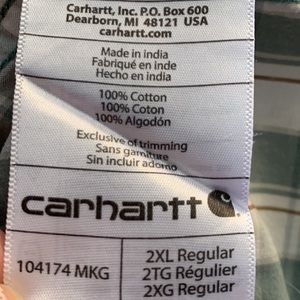 Carhartt, Inc. P.O. Box 600
Dearborn, MI 48121 USA
carhartt.com
Made in india
Fabriqué en inde
Hecho en india
100% Cotton
100% Coton
100% Algodón
Exclusive of trimming
Sans garniture
Sin incluir adorno
carhartt
104174 MKG
2XL Regular
2TG Régulier
2XG Regular